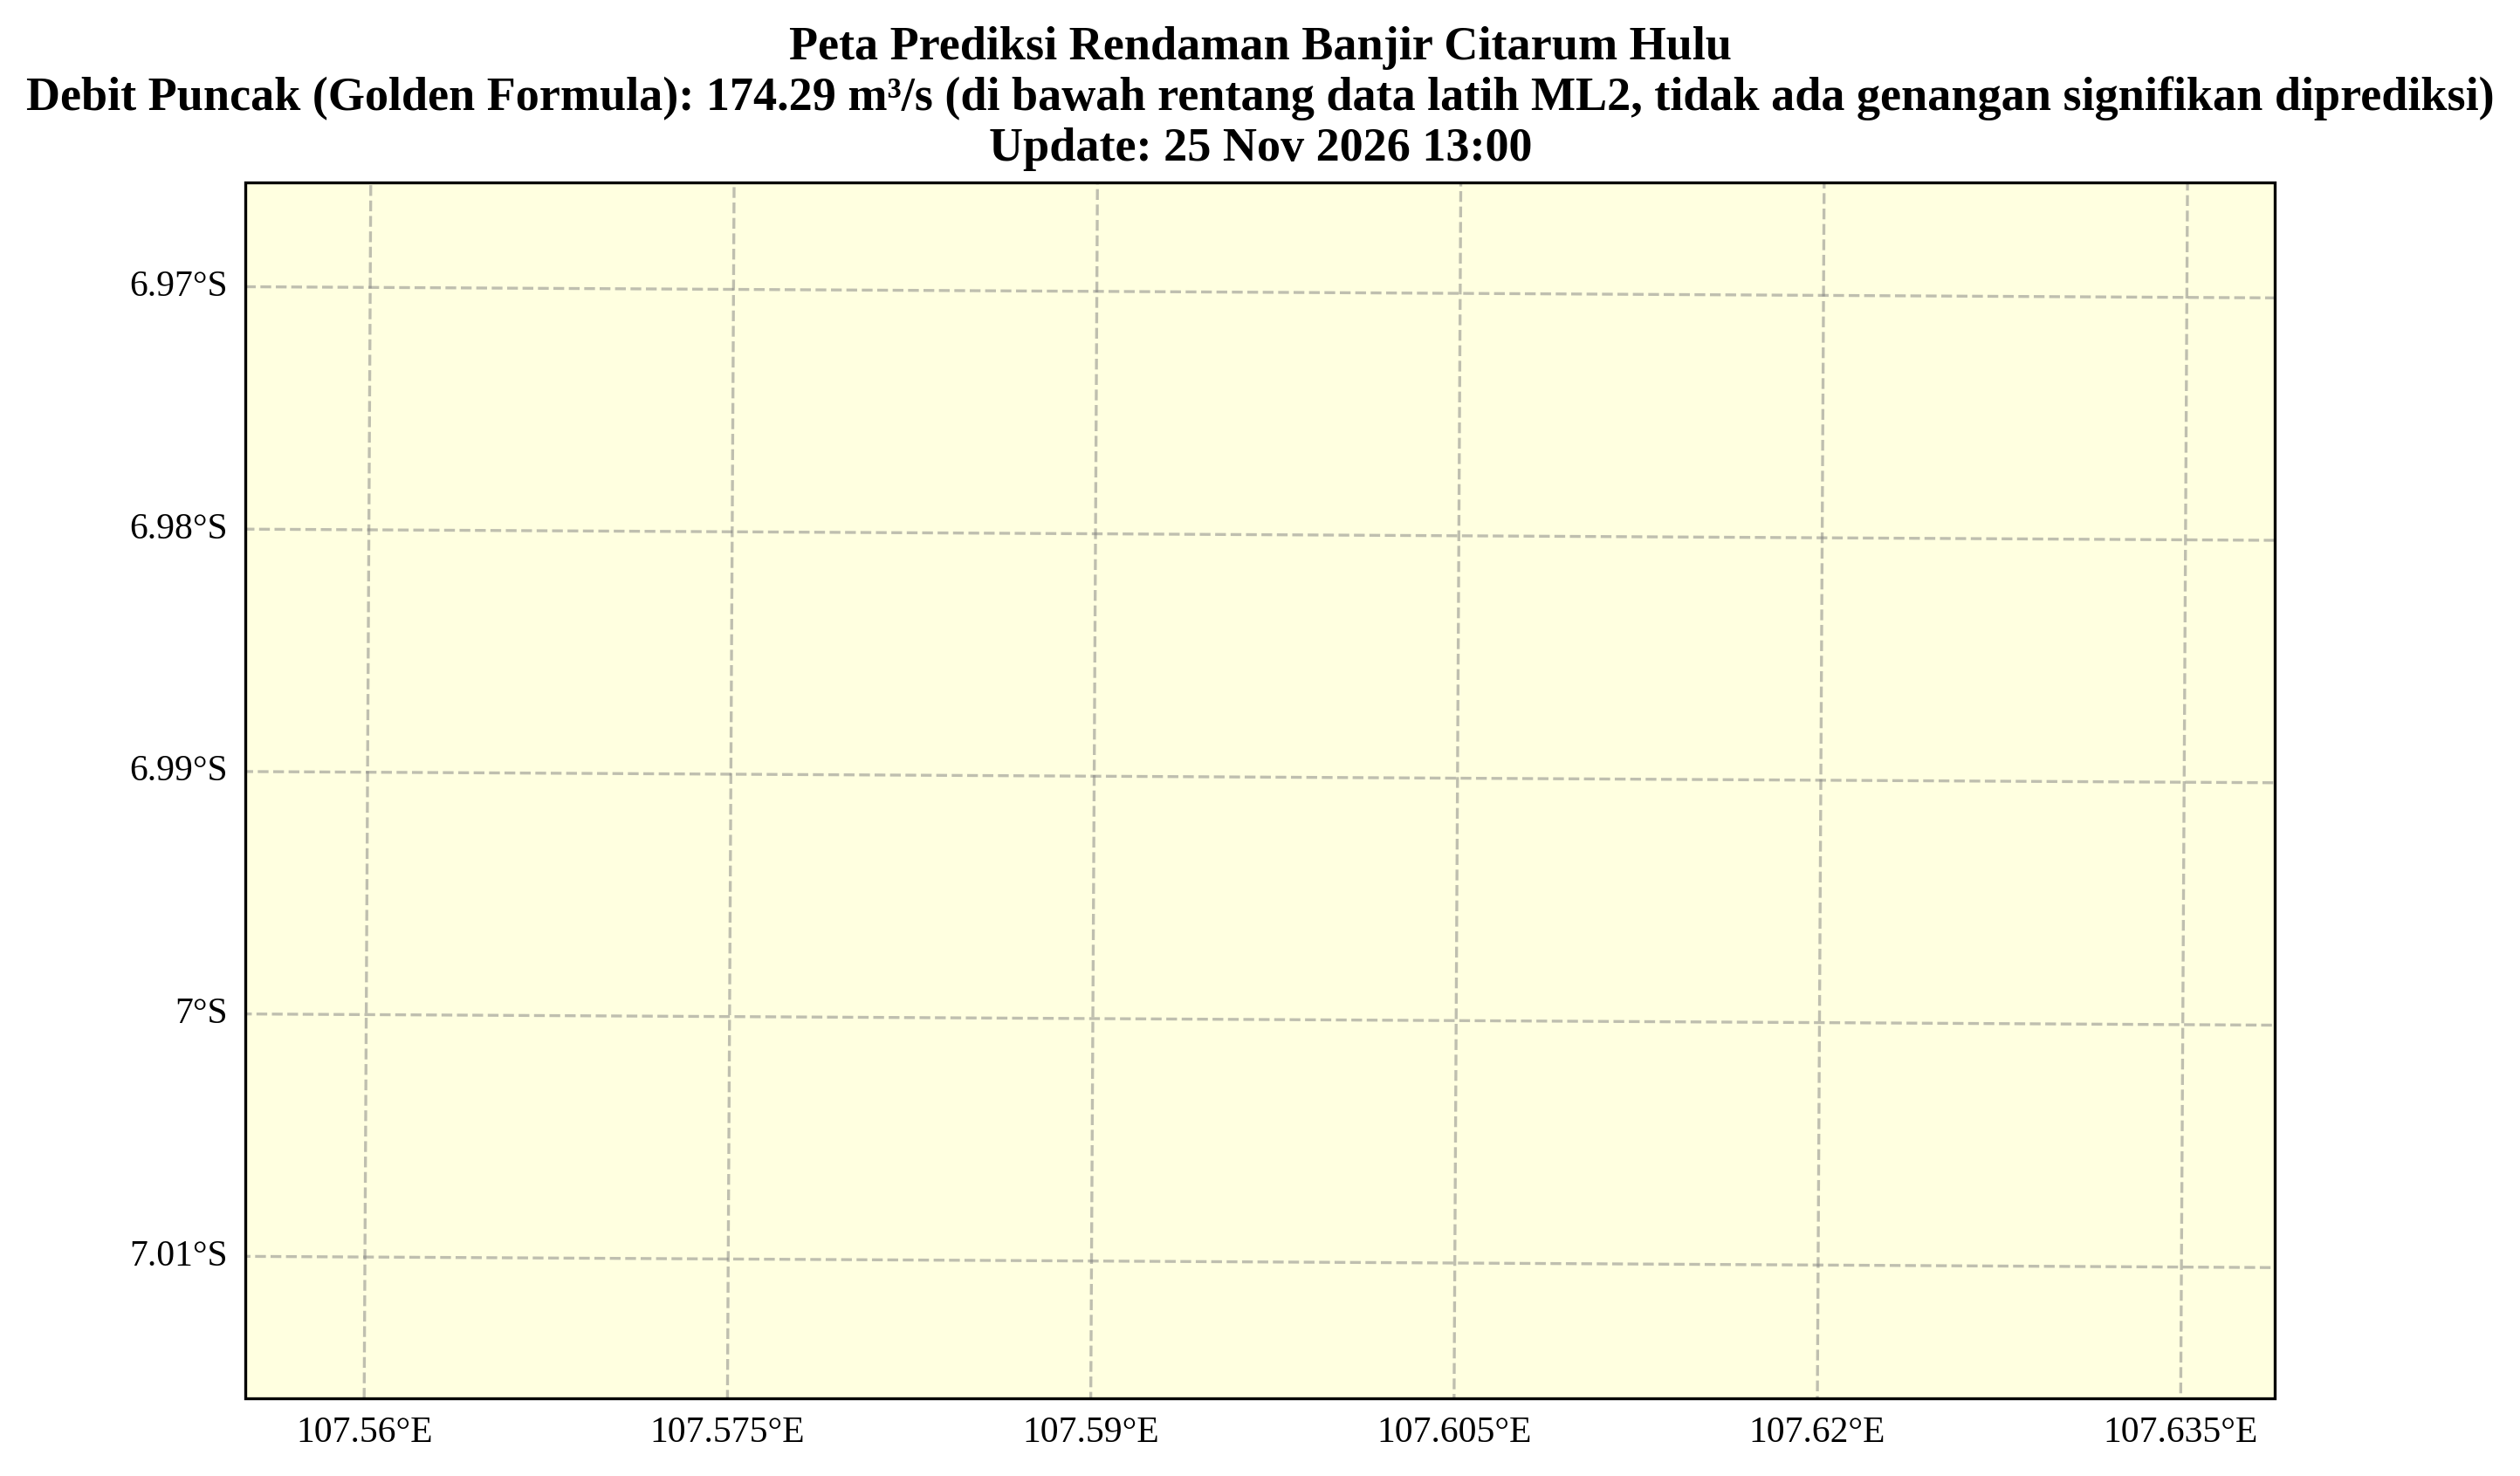 Peta Prediksi Rendaman Banjir Citarum Hulu
Debit Puncak (Golden Formula): 174.29 m³/s (di bawah rentang data latih ML2, tidak ada genangan signifikan diprediksi)
Update: 25 Nov 2026 13:00
6.97°S
6.98°S
6.99°S
7°S
7.01°S
107.56°E
107.575°E
107.59°E
107.605°E
107.62°E
107.635°E